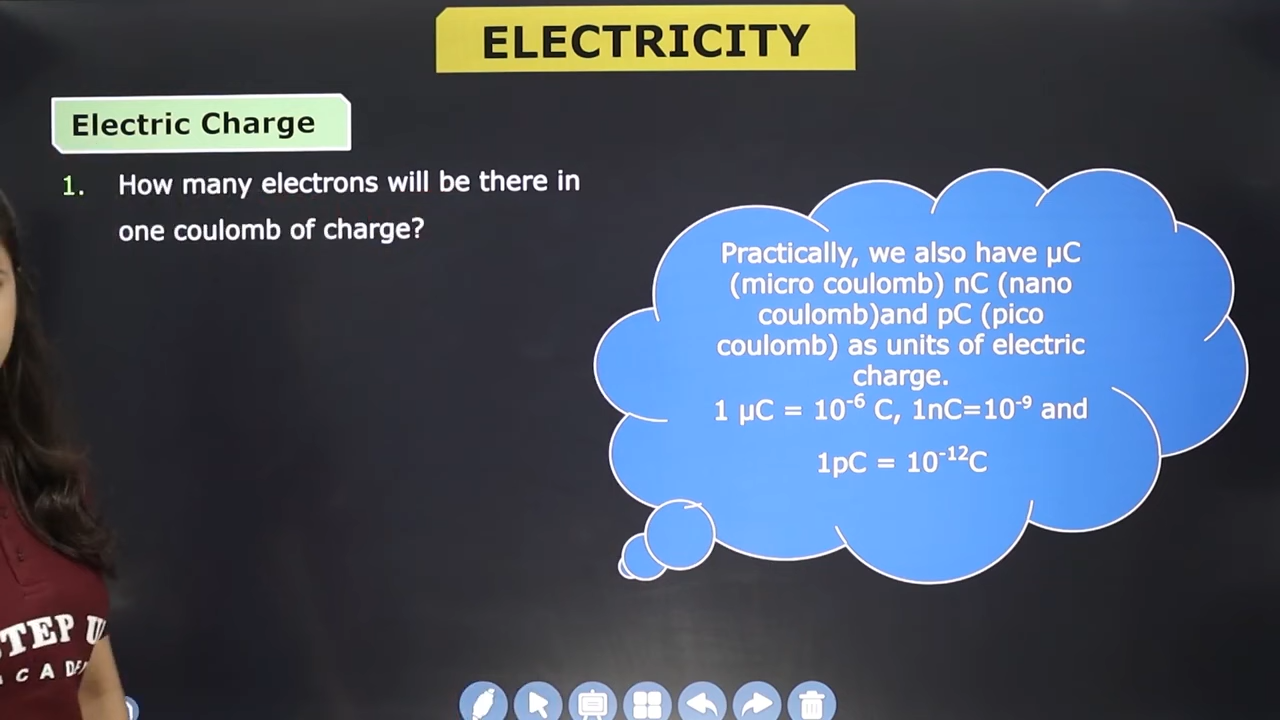 ELECTRICITY
Electric Charge
1. How many electrons will be there in
one coulomb of charge?
Practically, we also have µC
(micro coulomb) nC (nano
coulomb)and pC (pico
coulomb) as units of electric
charge.
1 µC = 10⁻⁶ C, 1nC=10⁻⁹ and
1pC = 10⁻¹²C
STEP U
CADE